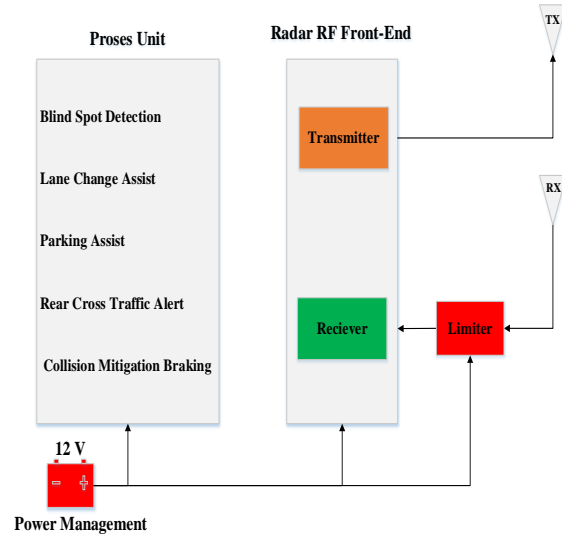 Proses Unit
Blind Spot Detection
Lane Change Assist
Parking Assist
Rear Cross Traffic Alert
Collision Mitigation Braking
Radar RF Front-End
Transmitter
Reciever
Limiter
TX
RX
12 V
- +
Power Management